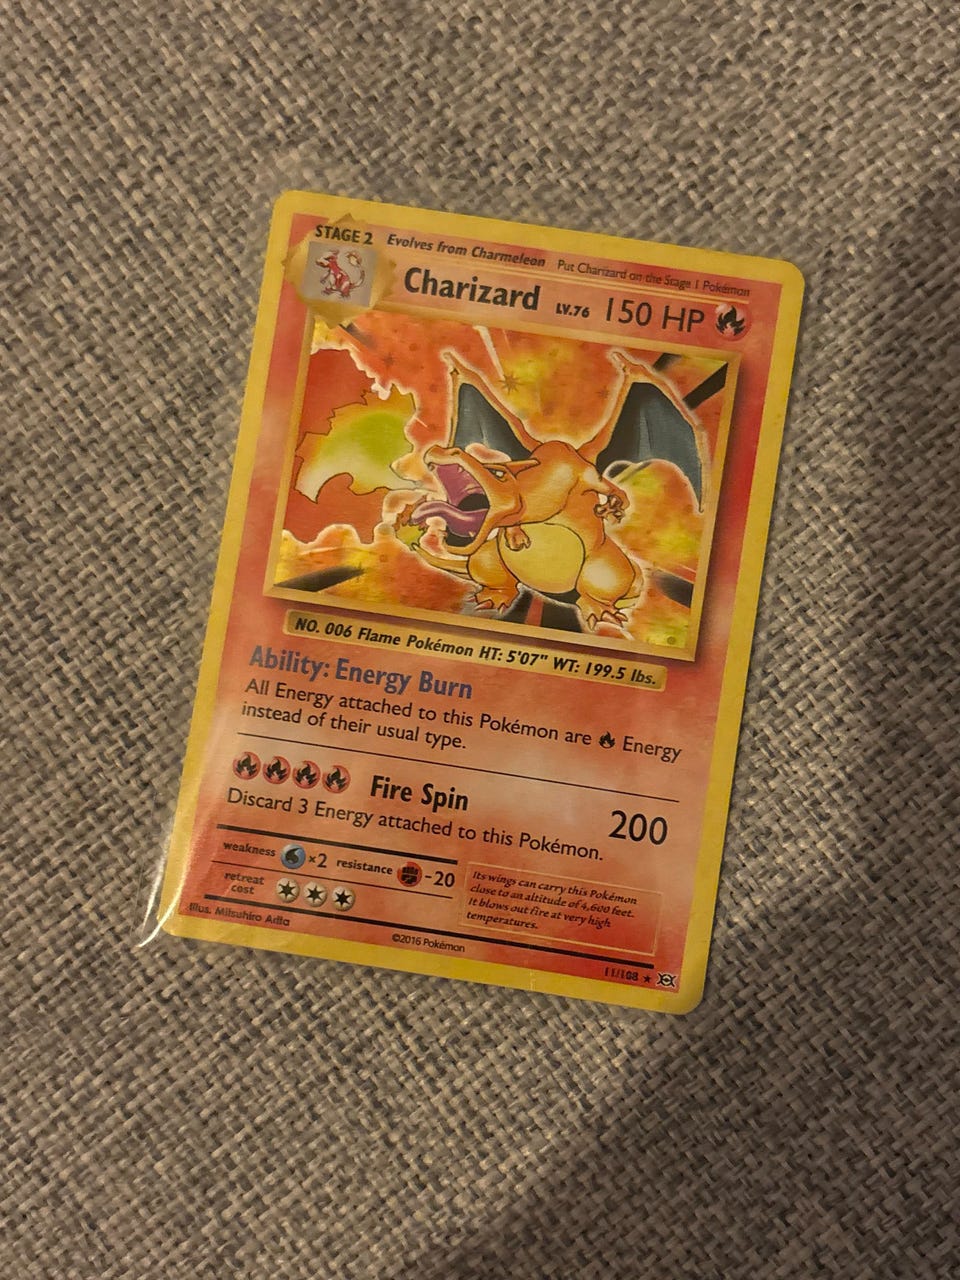 STAGE 2 Evolves from Charmeleon Put Charizard on the Stage 1 Pokémon
Charizard LV.76 150 HP
NO. 006 Flame Pokémon HT: 5'07" WT: 199.5 lbs.
Ability: Energy Burn
All Energy attached to this Pokémon are Energy
instead of their usual type.
Fire Spin 200
Discard 3 Energy attached to this Pokémon.
weakness ×2 resistance -20
retreat
cost
Its wings can carry this Pokémon
close to an altitude of 4,600 feet.
It blows out fire at very high
temperatures.
Illus. Mitsuhiro Arita
©2016 Pokémon
11/108